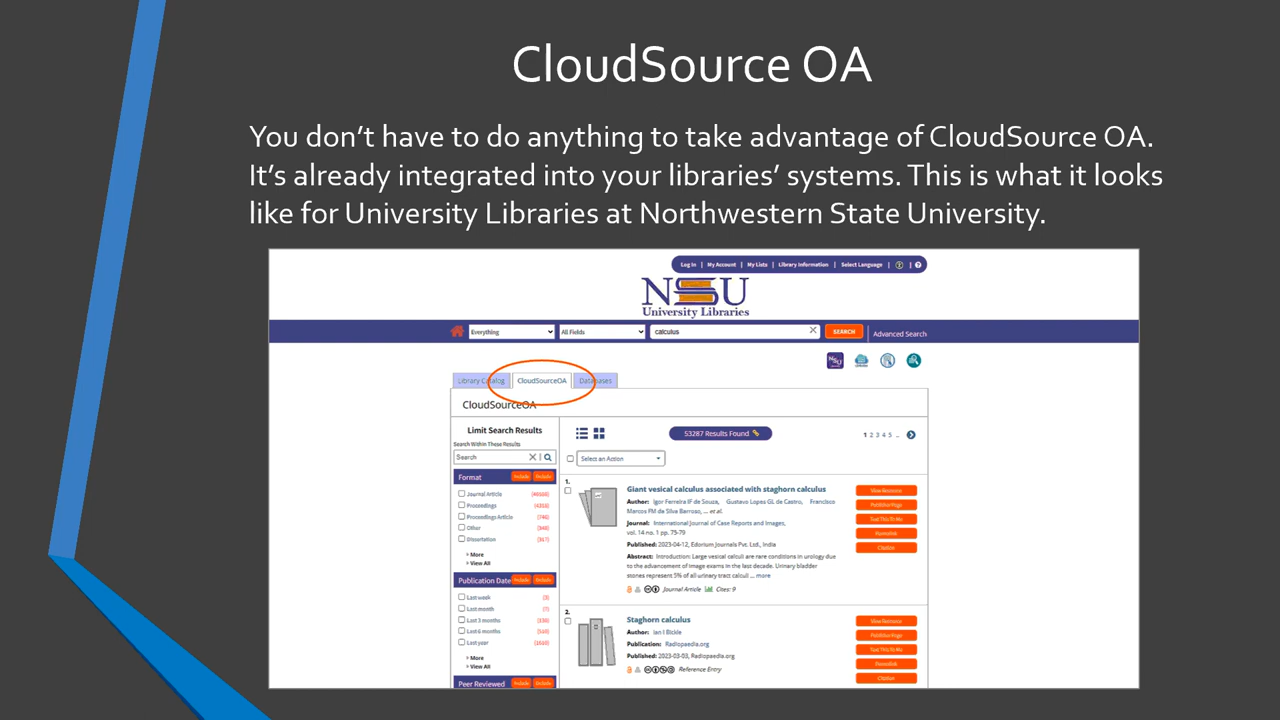 CloudSource OA
You don't have to do anything to take advantage of CloudSource OA.
It's already integrated into your libraries' systems. This is what it looks
like for University Libraries at Northwestern State University.
Log In | My Account | My Lists | Library Information | Select Language
NSU
University Libraries
Everything All Fields calculus SEARCH Advanced Search
Library Catalog CloudSourceOA Databases
CloudSourceOA
Limit Search Results
Search Within These Results
Search
53287 Results Found
1 2 3 4 5 ..
Select an Action
Format Include Exclude
Journal Article
Proceedings
Proceedings Article (746)
Other
Dissertation (317)
More
View All
Publication Date Include Exclude
Last week (3)
Last month (7)
Last 3 months
Last 6 months
Last year
More
View All
Peer Reviewed Include Exclude
1.
Giant vesical calculus associated with staghorn calculus
Author: Igor Ferreira IF de Souza, Gustavo Lopes GL de Castro, Francisco
Marcos FM da Silva Barroso, ... et al.
Journal: International Journal of Case Reports and Images,
vol. 14 no. 1 pp. 75-79
Published: 2023-04-12, Edorium Journals Pvt. Ltd., India
Abstract: Introduction: Large vesical calculi are rare conditions in urology due
to the advancement of image exams in the last decade. Urinary bladder
stones represent 5% of all urinary tract calculi ... more
Journal Article Cites: 9
View Resource
Text This To Me
Permalink
Citation
2.
Staghorn calculus
Author: Ian I Bickle
Publication: Radiopaedia.org
Published: 2023-03-03, Radiopaedia.org
Reference Entry
View Resource
Text This To Me
Permalink
Citation